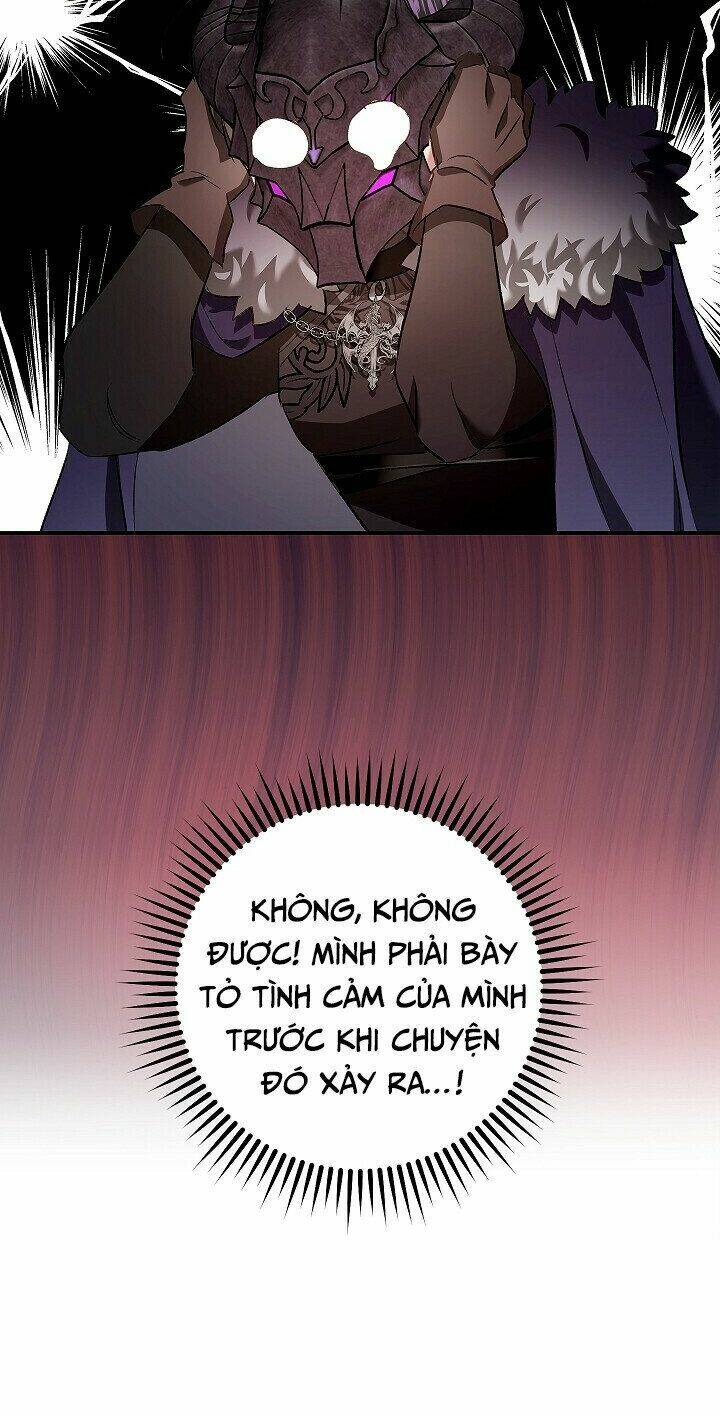 KHÔNG, KHÔNG
ĐƯỢC! MÌNH PHẢI BÀY
TỎ TÌNH CẢM CỦA MÌNH
TRƯỚC KHI CHUYỆN
ĐÓ XẢY RA...!